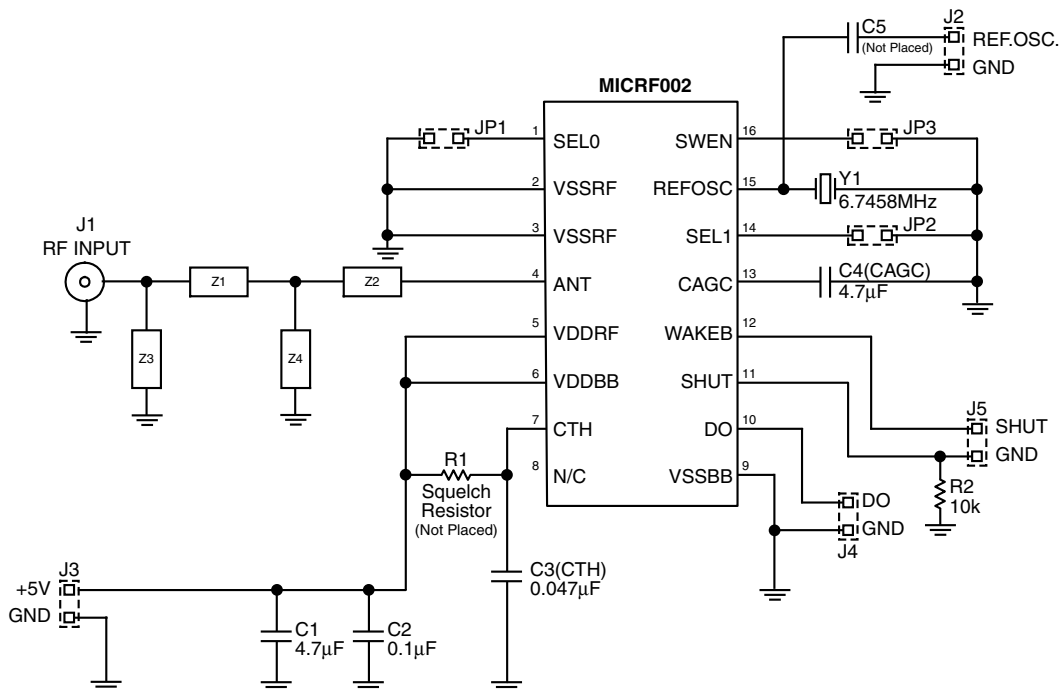 C5
(Not Placed)
J2
REF.OSC.
GND
MICRF002
JP1
1
SEL0
SWEN
16
JP3
2
VSSRF
REFOSC
15
Y1
6.7458MHz
3
VSSRF
SEL1
14
JP2
J1
RF INPUT
Z1
Z2
4
ANT
CAGC
13
C4(CAGC)
4.7µF
Z3
Z4
5
VDDRF
WAKEB
12
6
VDDBB
SHUT
11
J5
SHUT
GND
7
CTH
DO
10
R1
Squelch
Resistor
(Not Placed)
8
N/C
VSSBB
9
R2
10k
DO
GND
J4
J3
+5V
GND
C3(CTH)
0.047µF
C1
4.7µF
C2
0.1µF